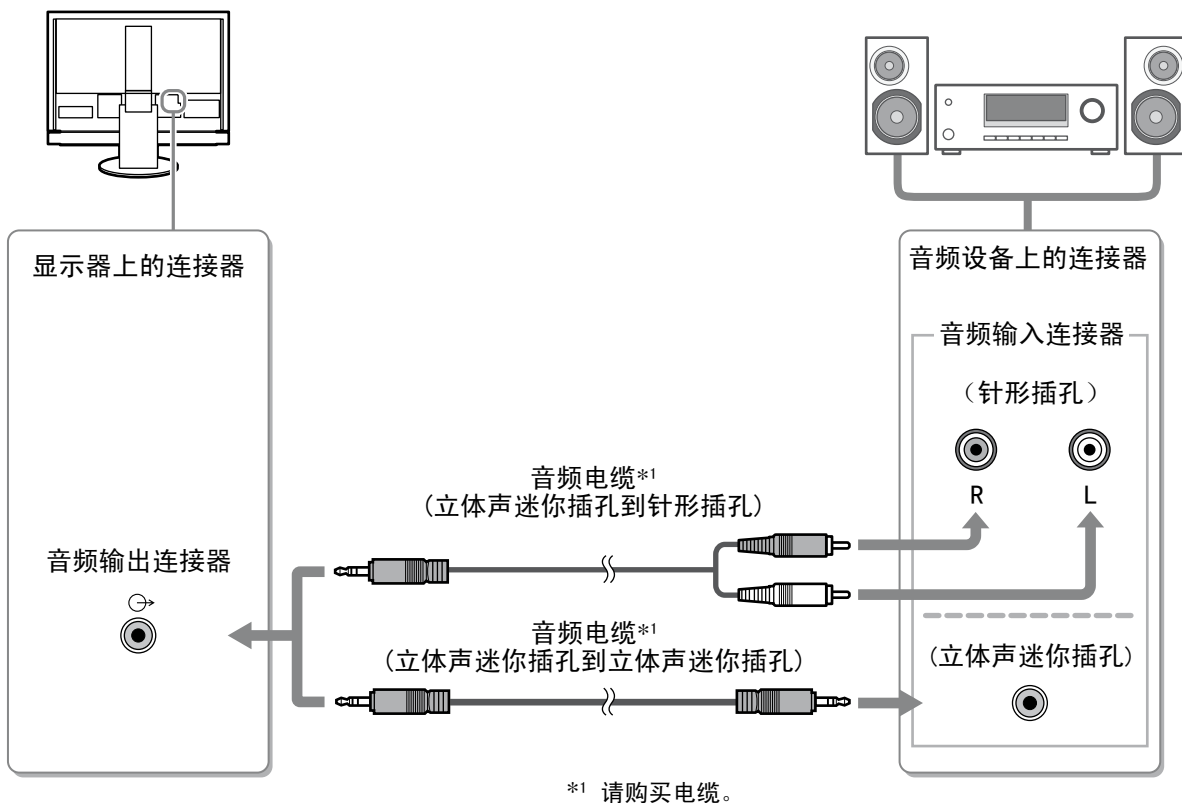 显示器上的连接器
音频输出连接器
音频电缆*1
(立体声迷你插孔到针形插孔)
音频电缆*1
(立体声迷你插孔到立体声迷你插孔)
音频设备上的连接器
音频输入连接器
（针形插孔）
R L
(立体声迷你插孔)
*1 请购买电缆。